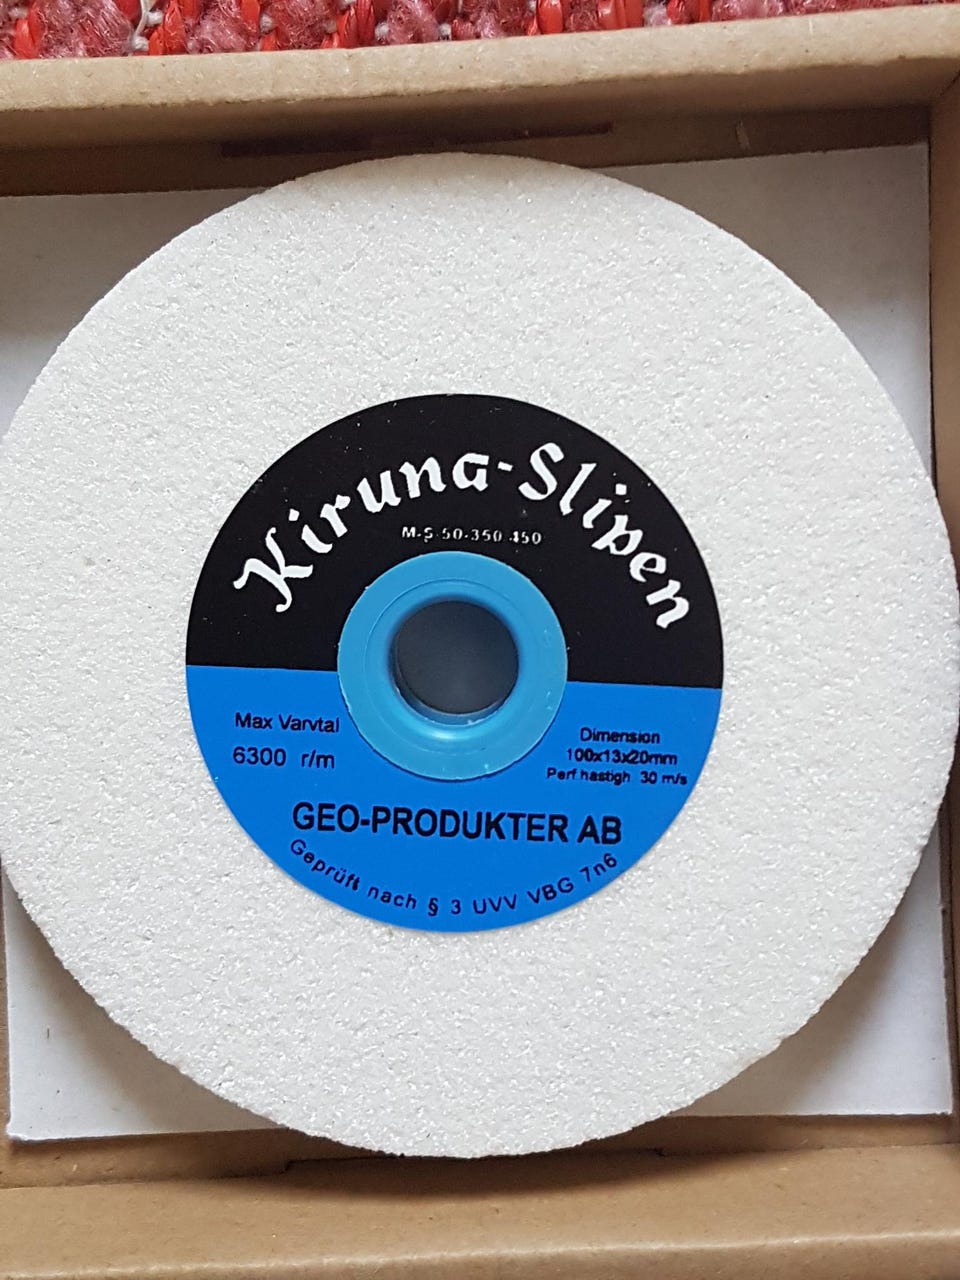 Kiruna-Slipen
M-S 50-350 450
Max Varvtal
6300 r/m
Dimension
100x13x20mm
Perf hastigh 30 m/s
GEO-PRODUKTER AB
Geprüft nach § 3 UVV VBG 7n6